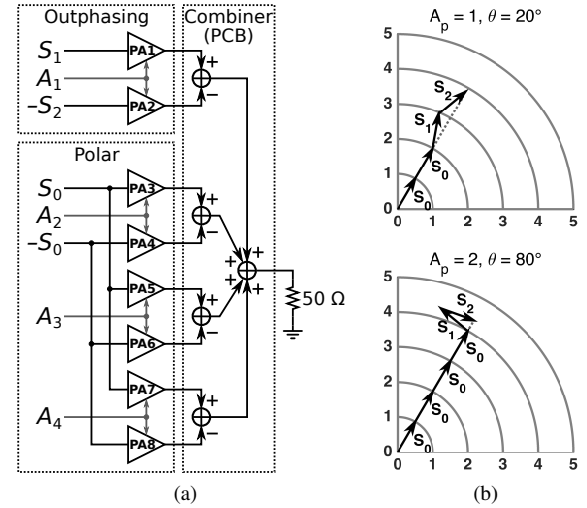 Outphasing
Combiner
(PCB)
S1
A1
–S2
PA1
PA2
+
–
Polar
S0
A2
–S0
A3
A4
PA3
PA4
PA5
PA6
PA7
PA8
+
–
+
–
+
–
+ +
+ +
50 Ω
(a)
Ap = 1, θ = 20°
5
4
3
2
1
0
S2
S1
S0
S0
0 1 2 3 4 5
Ap = 2, θ = 80°
5
4
3
2
1
0
S2
S1
S0
S0
S0
S0
0 1 2 3 4 5
(b)